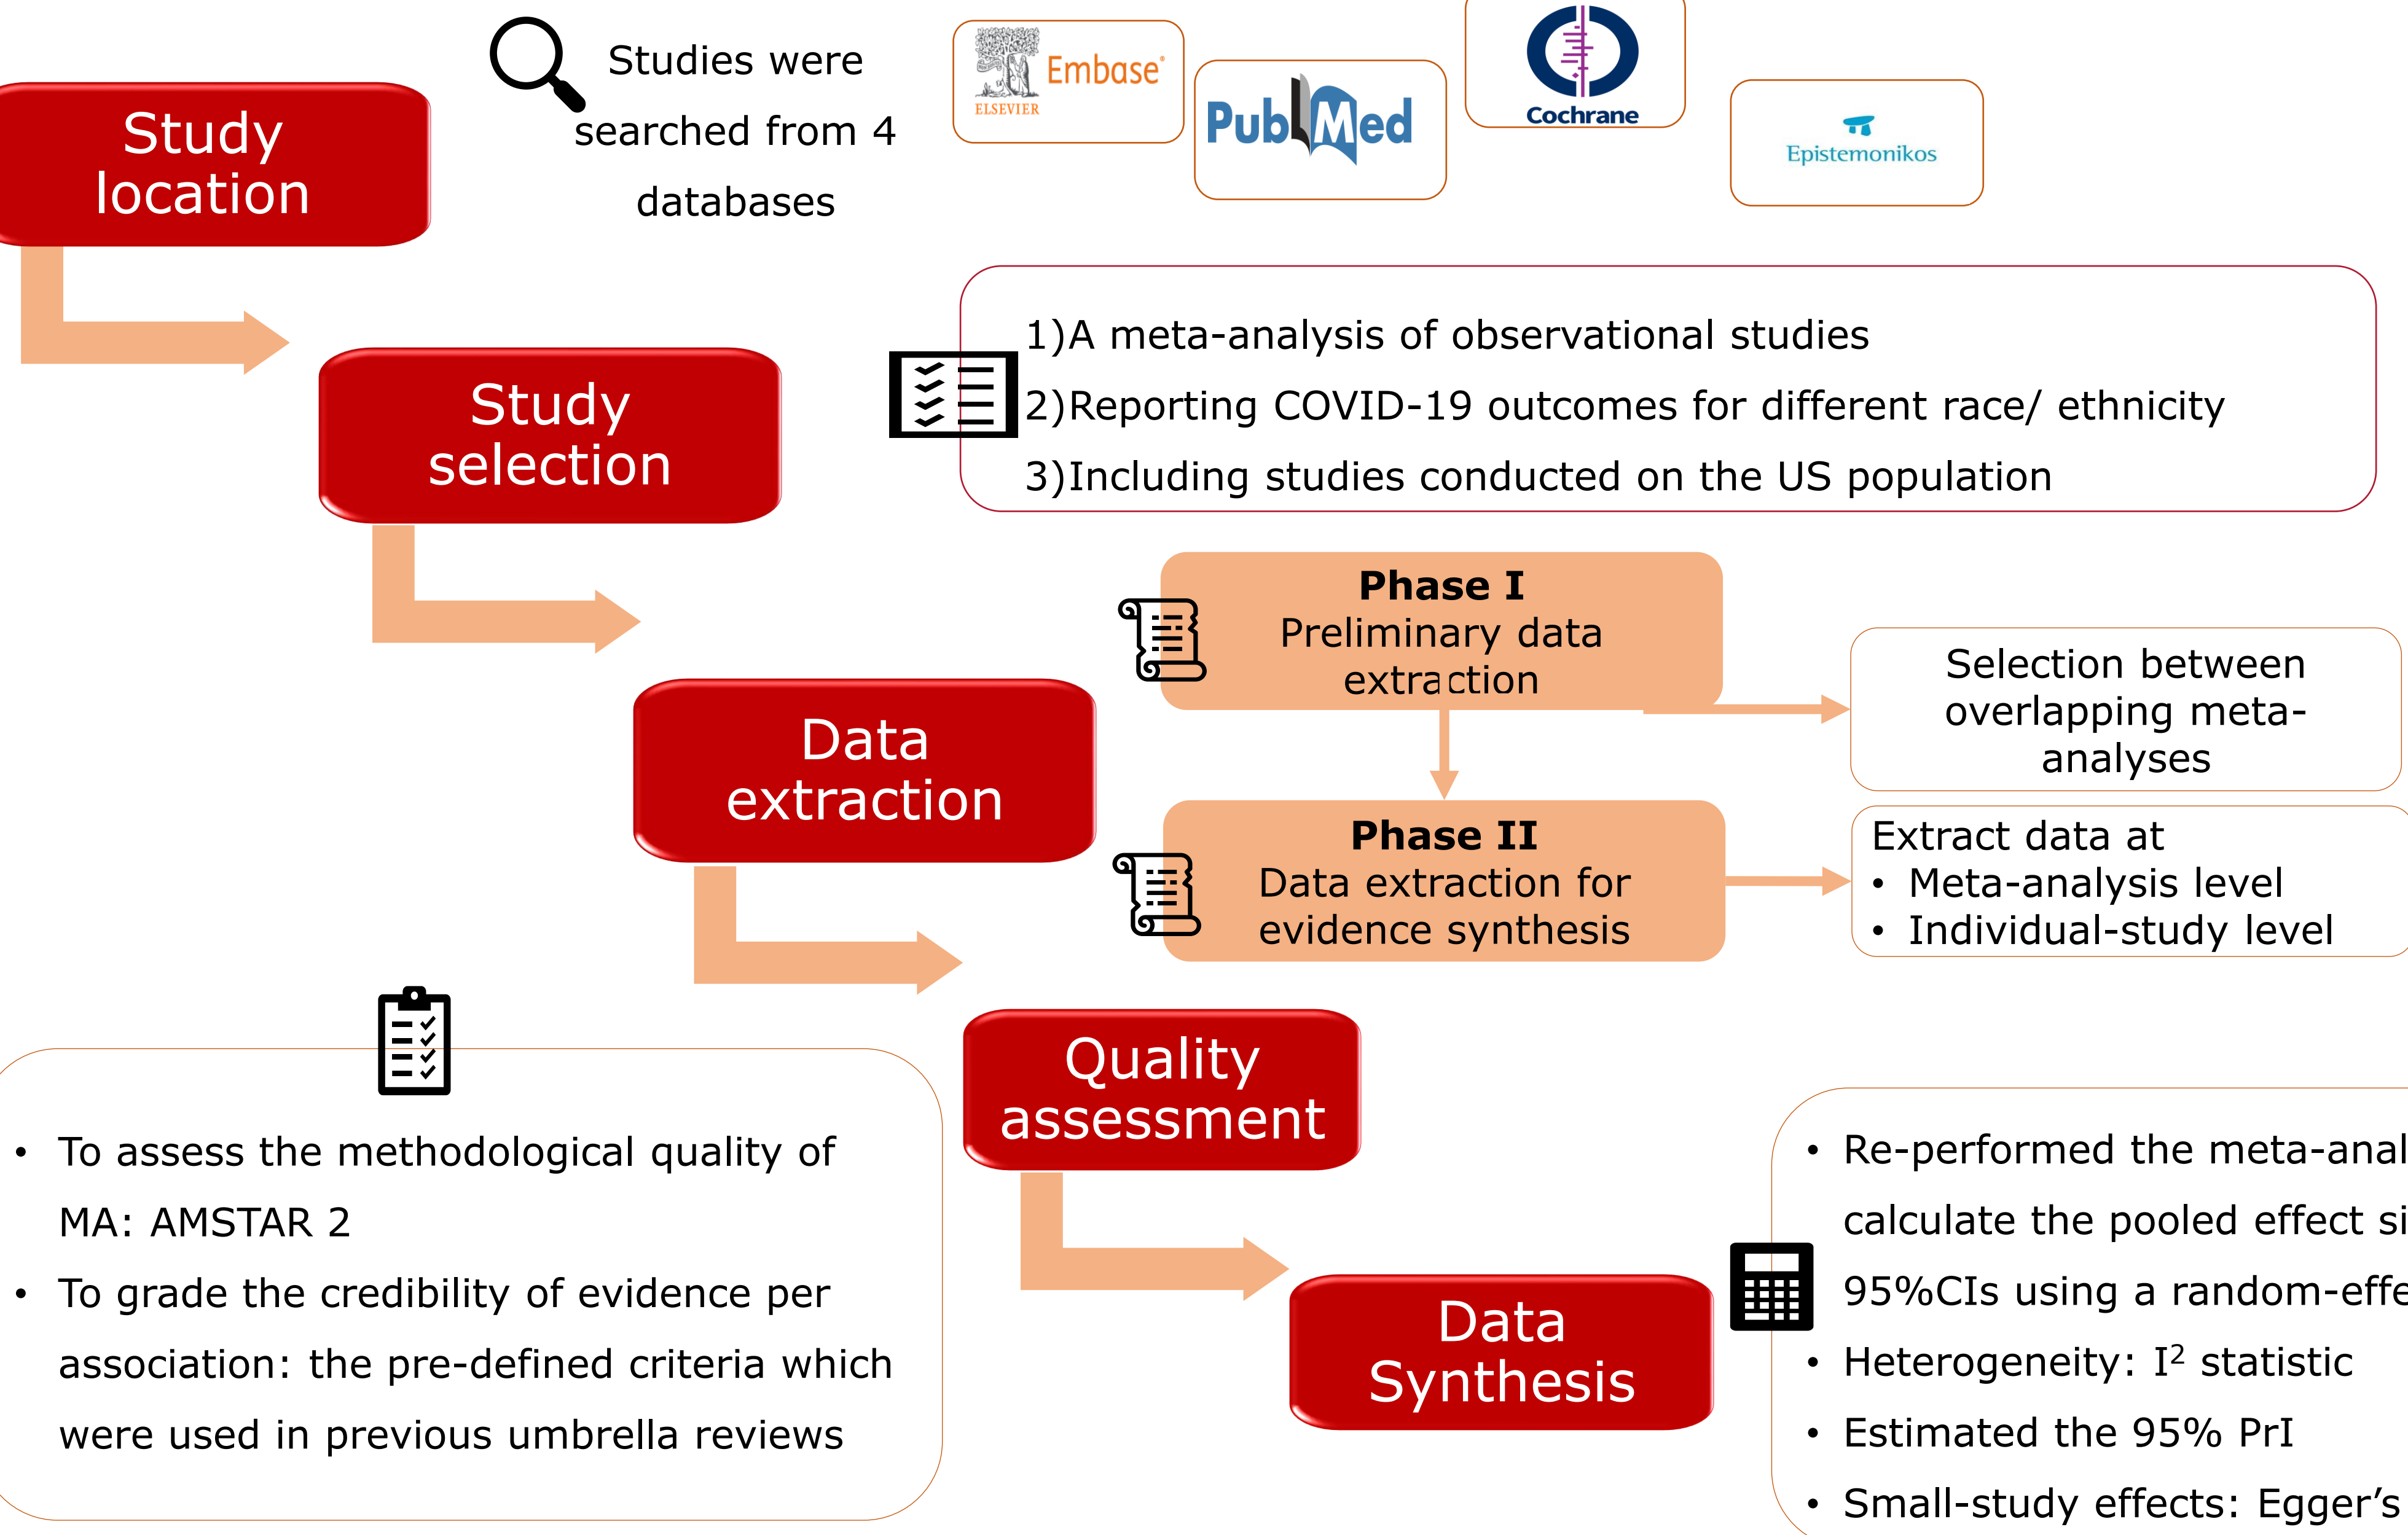 Study
location
Studies were
searched from 4
databases
ELSEVIER
Embase®
PubMed
Cochrane
Epistemonikos
Study
selection
1)A meta-analysis of observational studies
2)Reporting COVID-19 outcomes for different race/ ethnicity
3)Including studies conducted on the US population
Data
extraction
Phase I
Preliminary data
extraction
Selection between
overlapping meta-
analyses
Phase II
Data extraction for
evidence synthesis
Extract data at
• Meta-analysis level
• Individual-study level
Quality
assessment
• To assess the methodological quality of
MA: AMSTAR 2
• To grade the credibility of evidence per
association: the pre-defined criteria which
were used in previous umbrella reviews
Data
Synthesis
• Re-performed the
calculate the pooled effect
95%CIs using a
• Heterogeneity: I² statistic
• Estimated the 95% PrI
• Small-study effects: Egger's